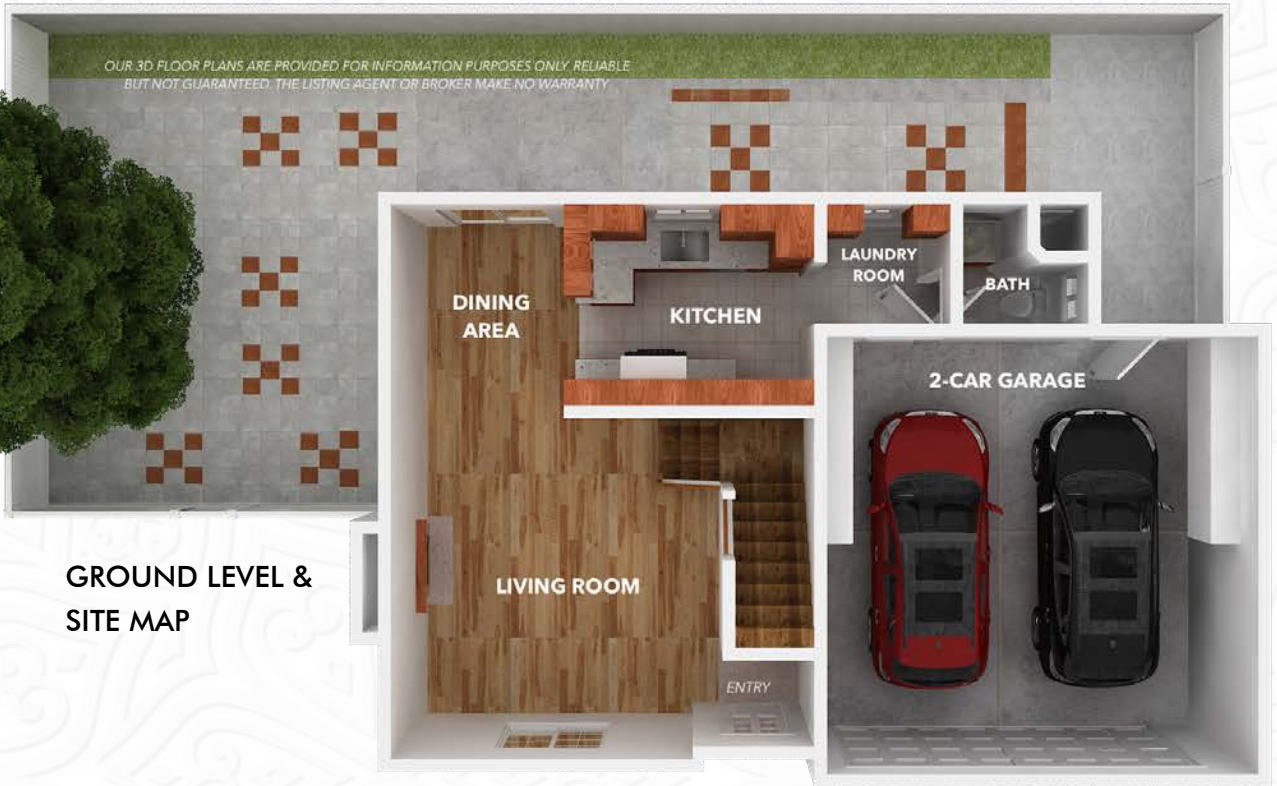 OUR 3D FLOOR PLANS ARE PROVIDED FOR INFORMATION PURPOSES ONLY. RELIABLE
BUT NOT GUARANTEED. THE LISTING AGENT OR BROKER MAKE NO WARRANTY
DINING
AREA
KITCHEN
LAUNDRY
ROOM
BATH
2-CAR GARAGE
LIVING ROOM
ENTRY
GROUND LEVEL &
SITE MAP